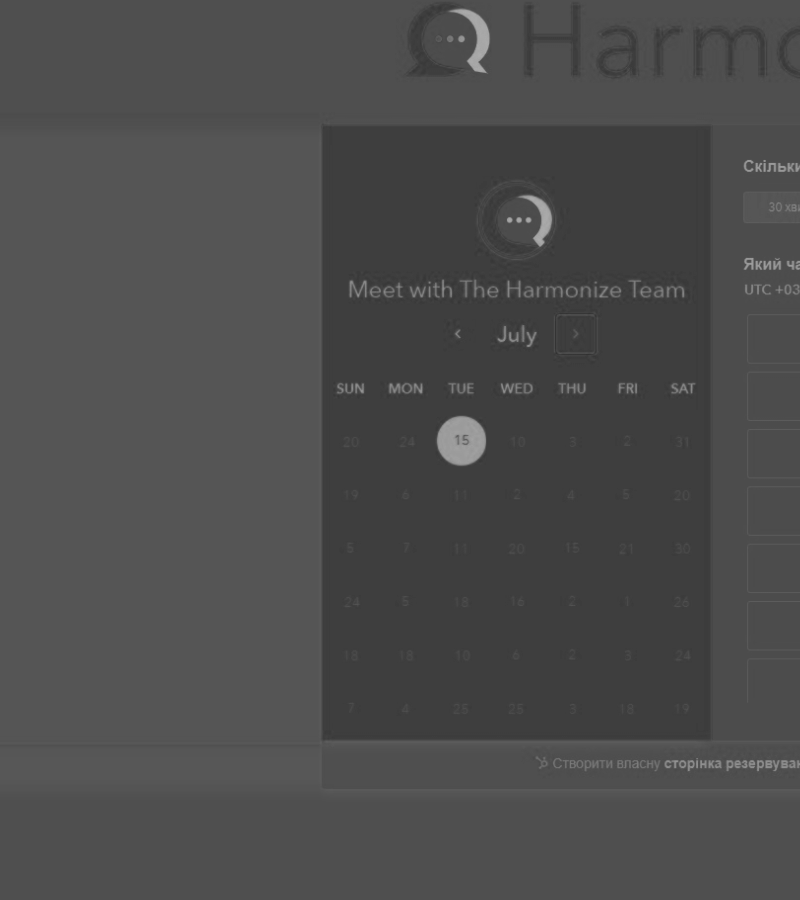 Harmo
Meet with The Harmonize Team
July
SUN MON TUE WED THU FRI SAT
20 24 15 10 3 2 31
19 6 11 2 4 5 20
5 7 11 20 15 21 30
24 5 18 16 2 1 26
18 18 10 6 2 3 24
7 4 25 25 3 18 19
Скільки
30 хви
Який ча
UTC +03
Створити власну сторінка резервуван